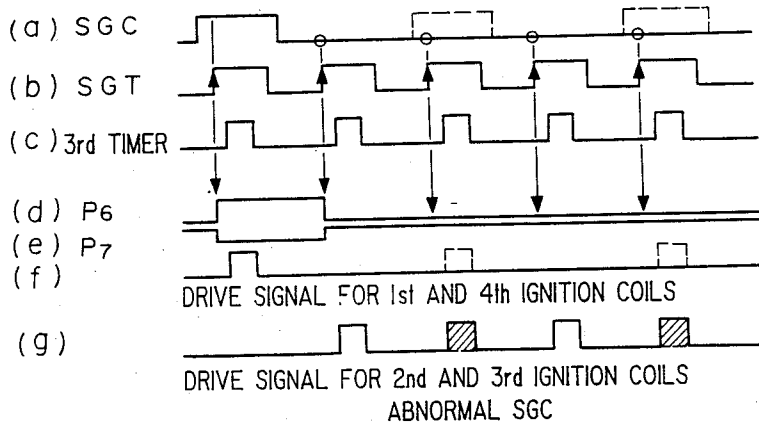 (a) SGC
(b) SGT
(c) 3rd TIMER
(d) P6
(e) P7
(f)
DRIVE SIGNAL FOR 1st AND 4th IGNITION COILS
(g)
DRIVE SIGNAL FOR 2nd AND 3rd IGNITION COILS
ABNORMAL SGC